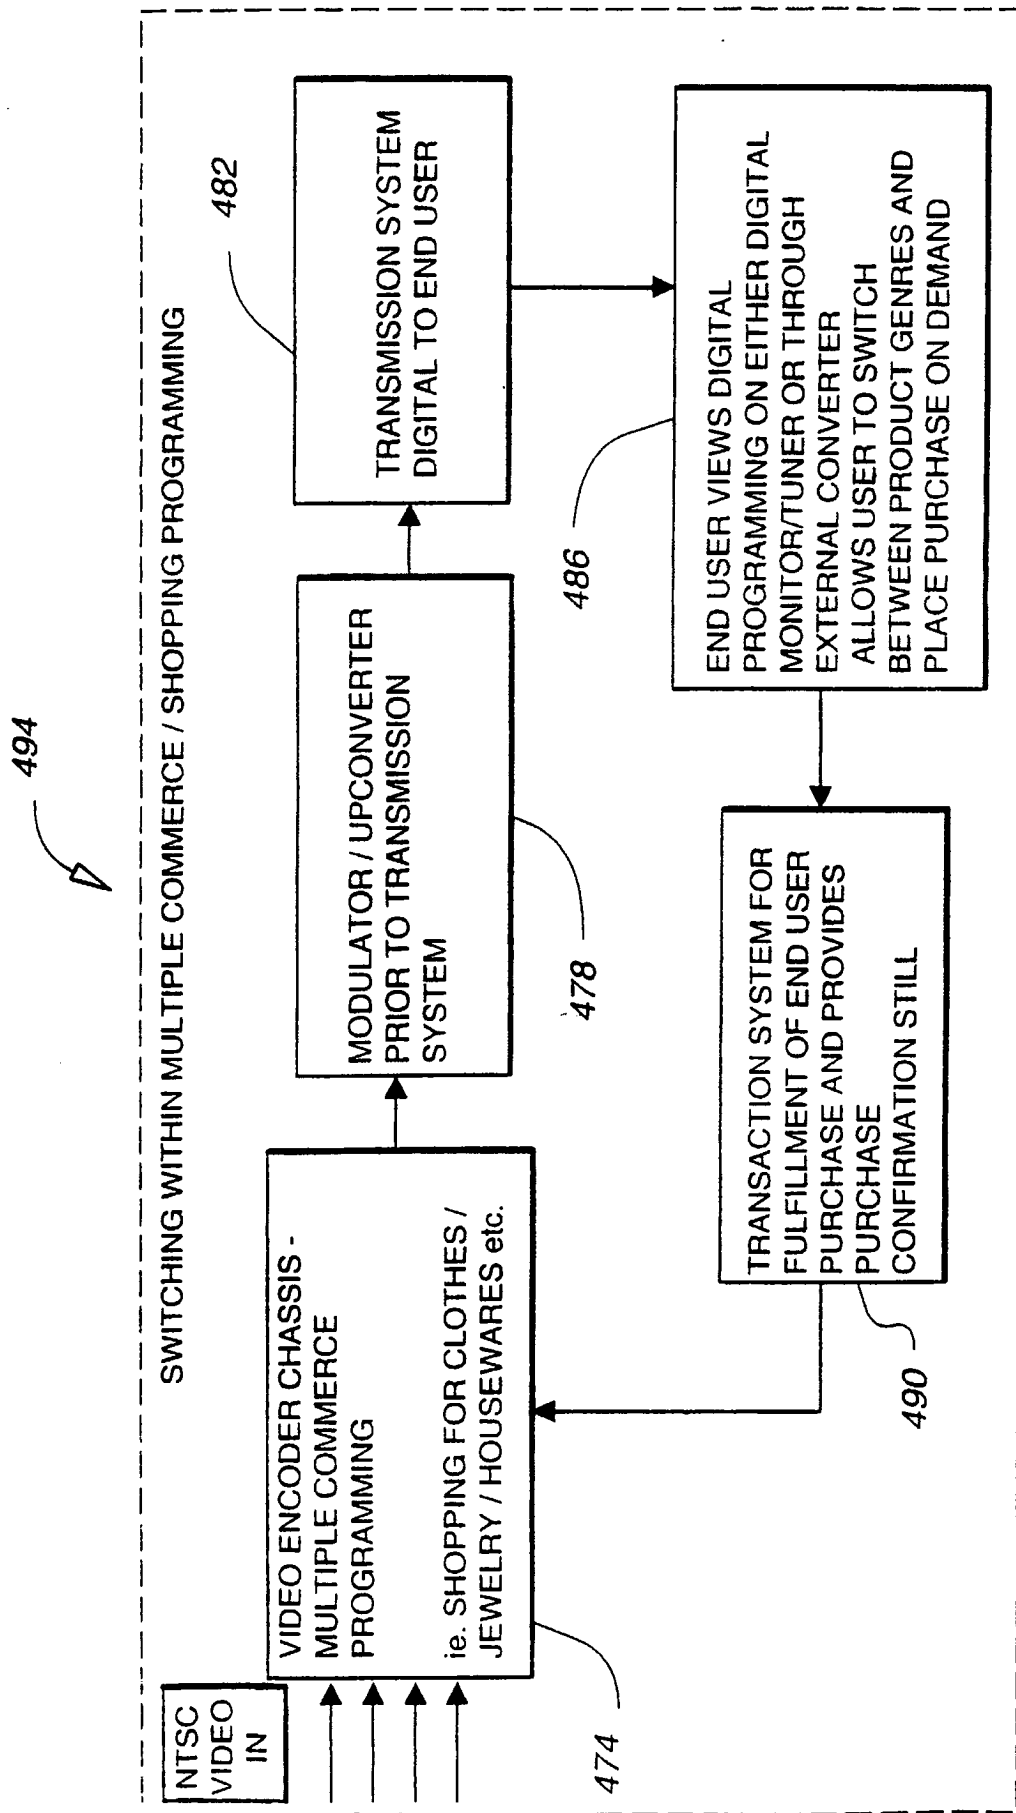 494
SWITCHING WITHIN MULTIPLE COMMERCE / SHOPPING PROGRAMMING
NTSC
VIDEO
IN
VIDEO ENCODER CHASSIS -
MULTIPLE COMMERCE
PROGRAMMING
ie. SHOPPING FOR CLOTHES /
JEWELRY / HOUSEWARES etc.
474
MODULATOR / UPCONVERTER
PRIOR TO TRANSMISSION
SYSTEM
478
TRANSMISSION SYSTEM
DIGITAL TO END USER
482
END USER VIEWS DIGITAL
PROGRAMMING ON EITHER DIGITAL
MONITOR/TUNER OR THROUGH
EXTERNAL CONVERTER
ALLOWS USER TO SWITCH
BETWEEN PRODUCT GENRES AND
PLACE PURCHASE ON DEMAND
486
TRANSACTION SYSTEM FOR
FULFILLMENT OF END USER
PURCHASE AND PROVIDES
PURCHASE
CONFIRMATION STILL
490